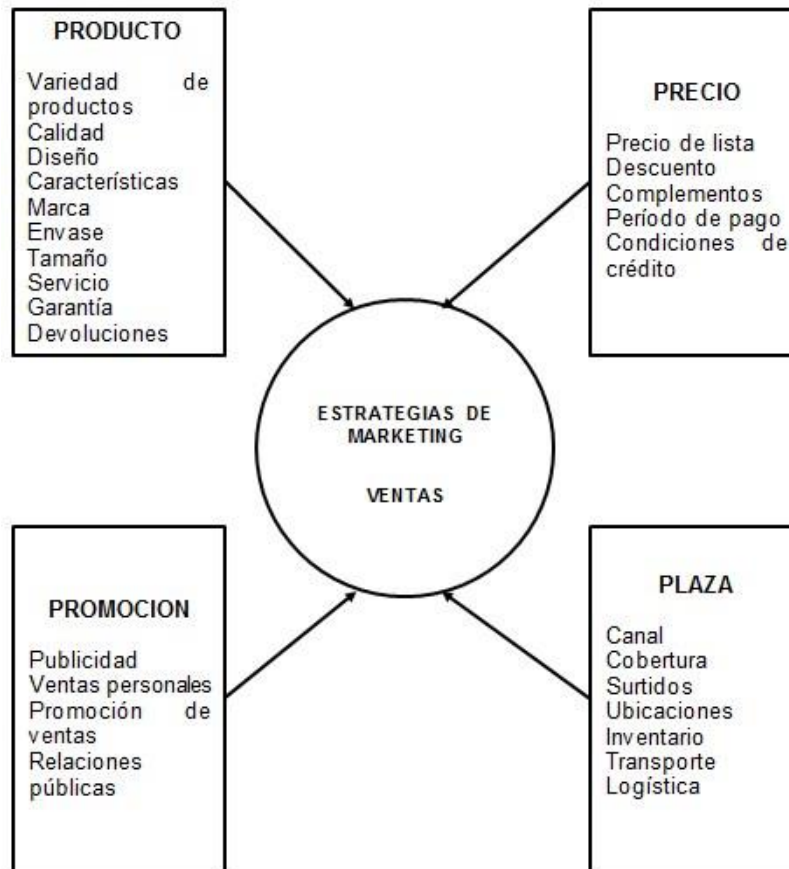 PRODUCTO
Variedad de
productos
Calidad
Diseño
Características
Marca
Envase
Tamaño
Servicio
Garantía
Devoluciones
PRECIO
Precio de lista
Descuento
Complementos
Período de pago
Condiciones de
crédito
ESTRATEGIAS DE
MARKETING
VENTAS
PROMOCION
Publicidad
Ventas personales
Promoción de
ventas
Relaciones
públicas
PLAZA
Canal
Cobertura
Surtidos
Ubicaciones
Inventario
Transporte
Logística